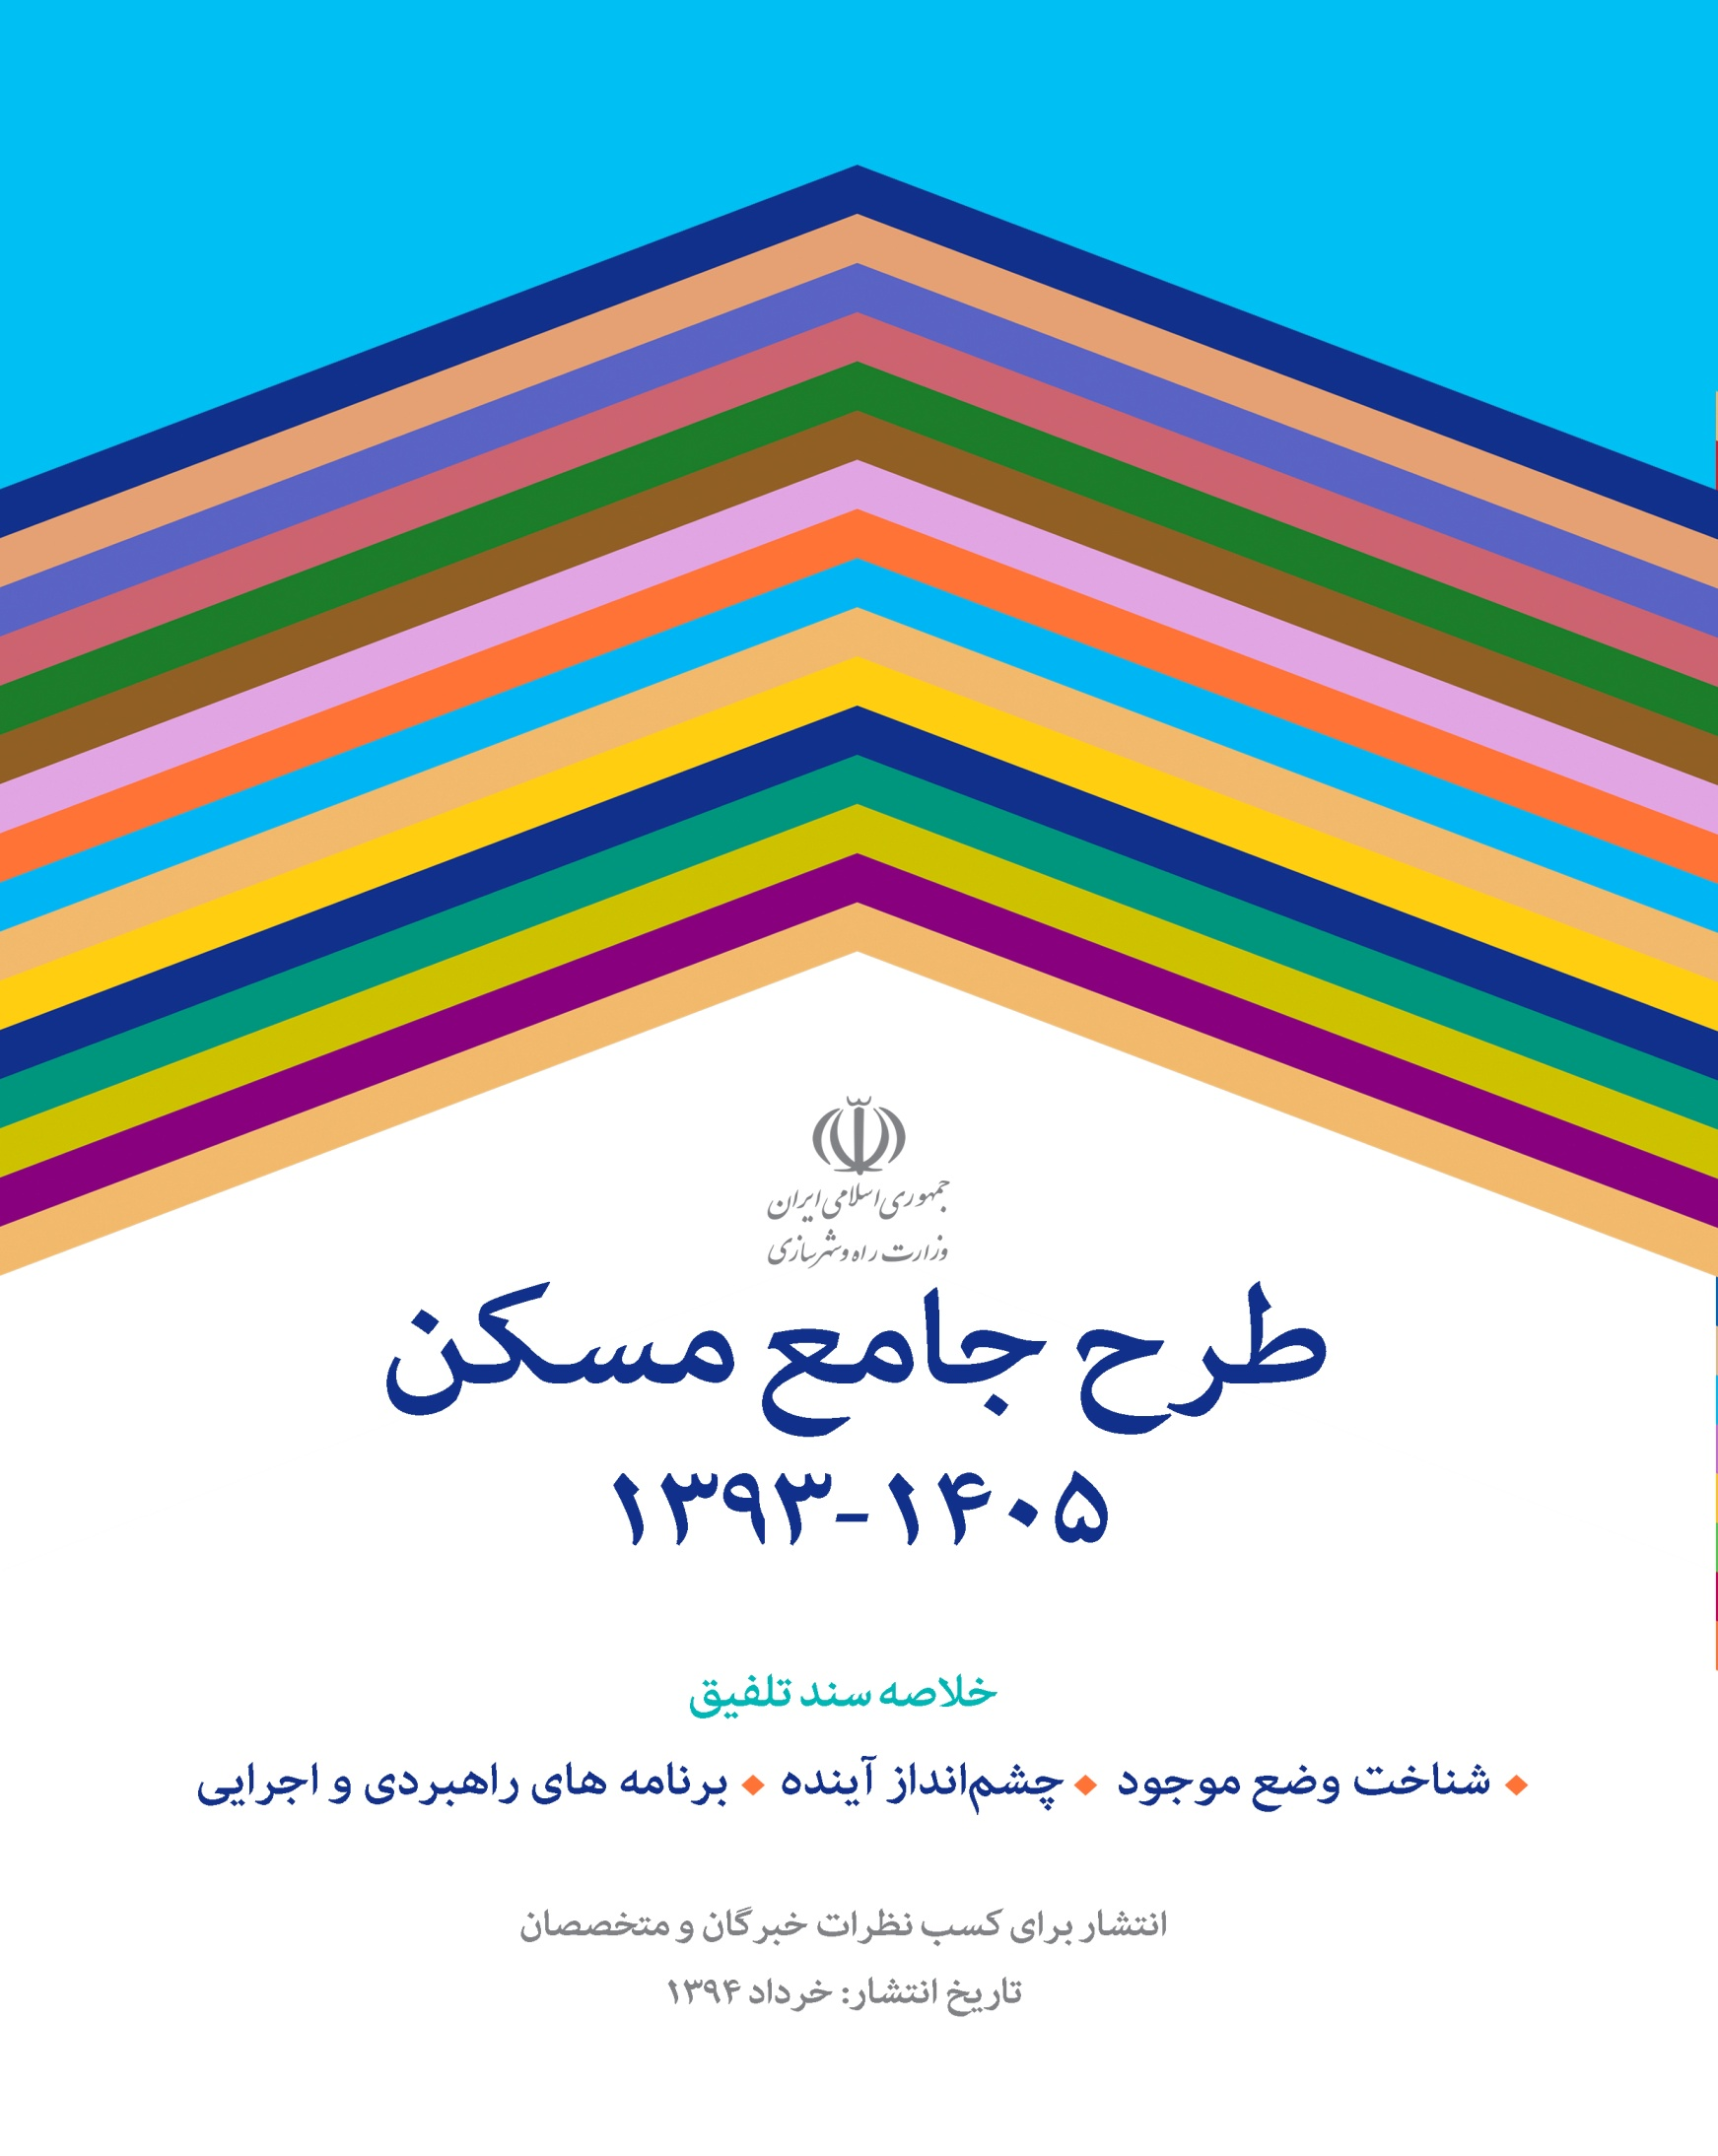 جمهوری اسلامی ایران
وزارت راه و شهرسازی
طرح جامع مسکن
۱۳۹۳-۱۴۰۵
خلاصه سند تلفیق
◆ شناخت وضع موجود ◆ چشم‌انداز آینده ◆ برنامه های راهبردی و اجرایی
انتشار برای کسب نظرات خبرگان و متخصصان
تاریخ انتشار: خرداد ۱۳۹۴